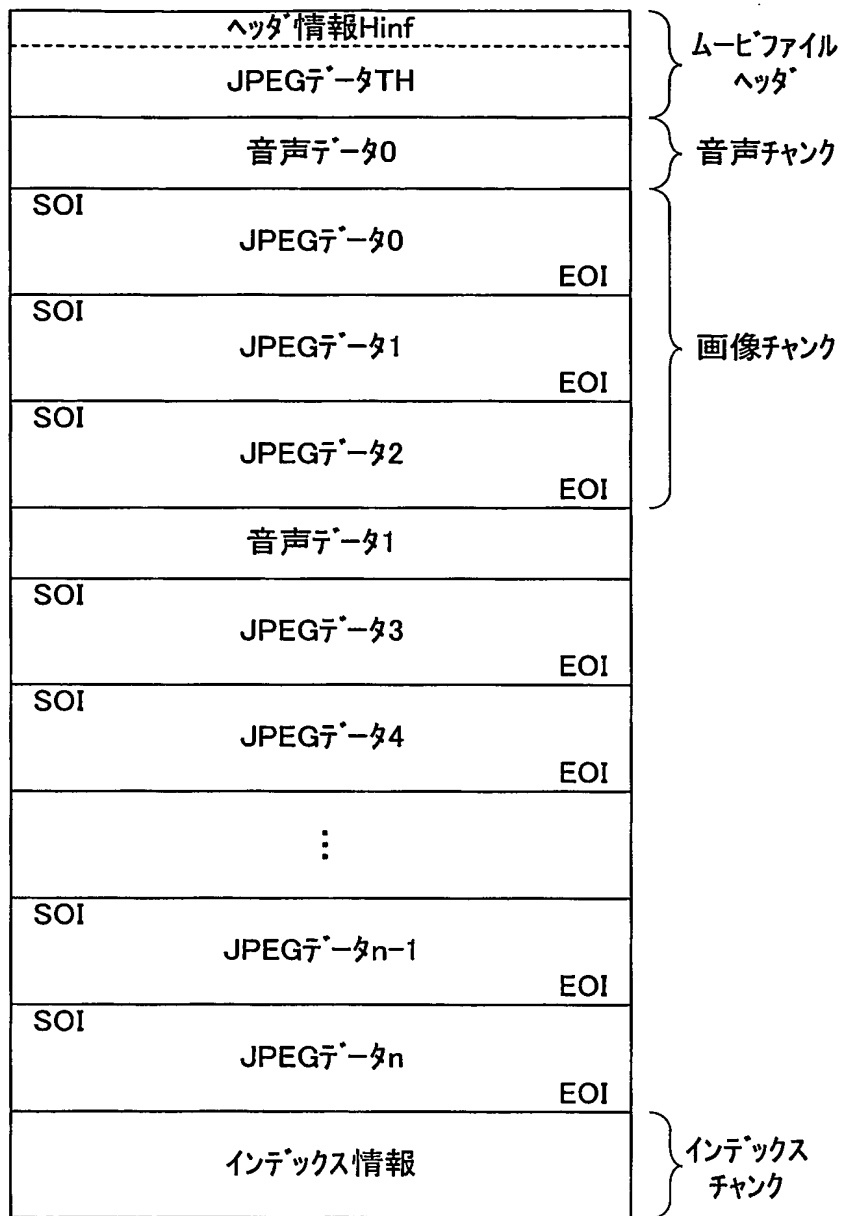 ヘッダ情報Hinf
JPEGデータTH
ムービファイル
ヘッダ
音声データ0
音声チャンク
SOI
JPEGデータ0
EOI
SOI
JPEGデータ1
EOI
画像チャンク
SOI
JPEGデータ2
EOI
音声データ1
SOI
JPEGデータ3
EOI
SOI
JPEGデータ4
EOI
⋮
SOI
JPEGデータn-1
EOI
SOI
JPEGデータn
EOI
インデックス情報
インデックス
チャンク